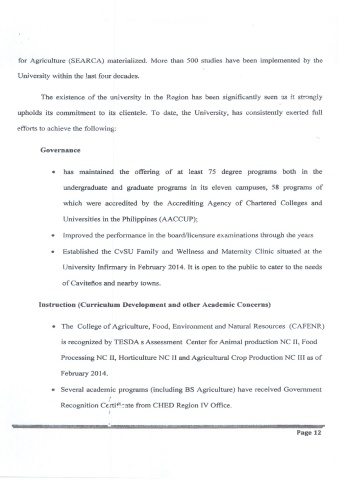 for Agriculture (SEARCA) materialized. More than 500 studies have been implemented by the
University within the last four decades.
The existence of the university in the Region has been significantly seen as it strongly
upholds its commitment to its clientele. To date, the University, has consistently exerted full
efforts to achieve the following:
Governance
• has maintained the offering of at least 75 degree programs both in the
undergraduate and graduate programs in its eleven campuses, 58 programs of
which were accredited by the Accrediting Agency of Chartered Colleges and
Universities in the Philippines (AACCUP);
• Improved the performance in the board/licensure examinations through the years
• Established the CvSU Family and Wellness and Maternity Clinic situated at the
University Infirmary in February 2014. It is open to the public to cater to the needs
of Caviteños and nearby towns.
Instruction (Curriculum Development and other Academic Concerns)
• The College of Agriculture, Food, Environment and Natural Resources (CAFENR)
is recognized by TESDA s Assessment Center for Animal production NC II, Food
Processing NC II, Horticulture NC II and Agricultural Crop Production NC III as of
February 2014.
• Several academic programs (including BS Agriculture) have received Government
Recognition Certificate from CHED Region IV Office.
Page 12